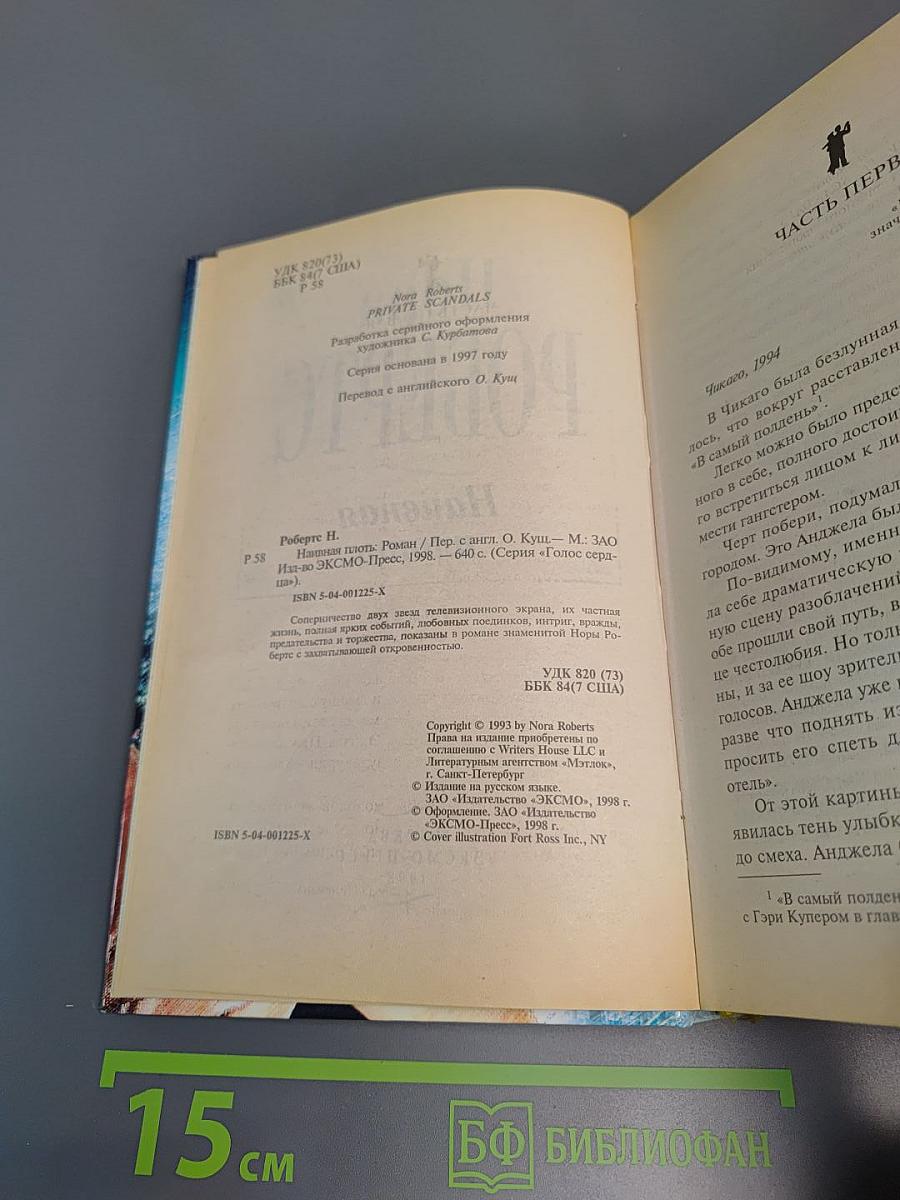 УДК 820(73)
ББК 84(7 США)
Р 58
Nora Roberts
PRIVATE SCANDALS
Разработка серийного оформления
художника С. Курбатова
Серия основана в 1997 году
Перевод с английского О. Кущ
Робертс Н.
Р 58 Наивная плоть: Роман / Пер. с англ. О. Кущ.— М.: ЗАО
Изд-во ЭКСМО-Пресс, 1998. — 640 с. (Серия «Голос серд-
ца»).
ISBN 5-04-001225-X
Соперничество двух звезд телевизионного экрана, их частная
жизнь, полная ярких событий, любовных поединков, интриг, вражды,
предательства и торжества, показаны в романе знаменитой Норы Ро-
бертс с захватывающей откровенностью.
УДК 820 (73)
ББК 84(7 США)
Copyright © 1993 by Nora Roberts
Права на издание приобретены по
соглашению с Writers House LLC и
Литературным агентством «Мэтлок»,
г. Санкт-Петербург
© Издание на русском языке.
ЗАО «Издательство «ЭКСМО», 1998 г.
© Оформление. ЗАО «Издательство
«ЭКСМО-Пресс», 1998 г.
ISBN 5-04-001225-X
© Cover illustration Fort Ross Inc., NY
ЧАСТЬ ПЕРВ
знач
Чикаго, 1994
В Чикаго была безлунная
лось, что вокруг расставлен
«В самый полдень»1.
Легко можно было предс
ного в себе, полного достои
го встретиться лицом к ли
мести гангстером.
Черт побери, подумал
городом. Это Анджела был
По-видимому, именн
ла себе драматическую
ную сцену разоблачений
обе прошли свой путь, в
це честолюбия. Но толь
ны, и за ее шоу зрител
голосов. Анджела уже
разве что поднять из
просить его спеть д
отель».
От этой картинь
явилась тень улыбк
до смеха. Анджела
1 «В самый полден
с Гэри Купером в глав
15 см
БФ БИБЛИОФАН